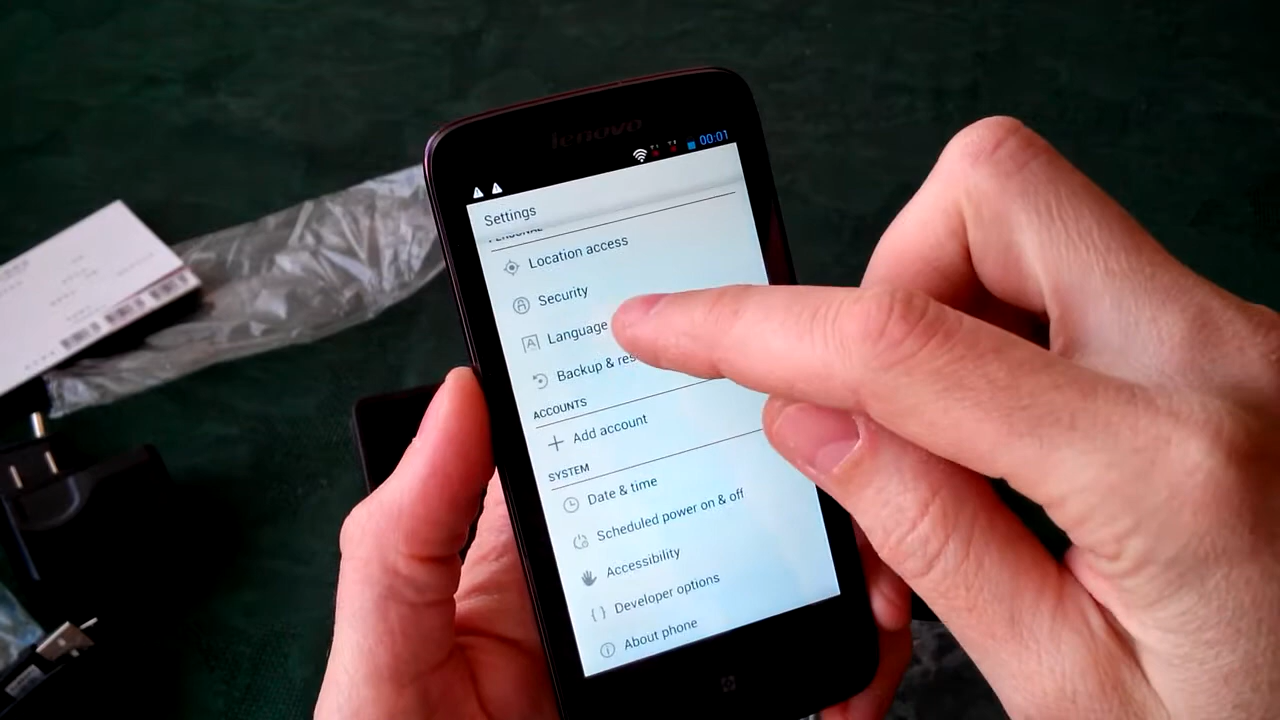 lenovo
00:01
Settings
PERSONAL
Location access
Security
Language
Backup & res
ACCOUNTS
Add account
SYSTEM
Date & time
Scheduled power on & off
Accessibility
Developer options
About phone